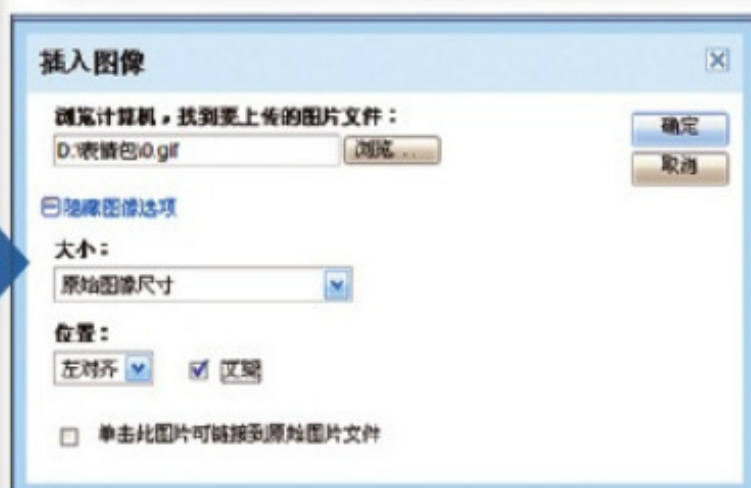 插入图像
浏览计算机，找到要上传的图片文件：
D:\表情包\0.gif 浏览...
确定
取消
隐藏图像选项
大小：
原始图像尺寸
位置：
左对齐 文绕
单击此图片可链接到原始图片文件